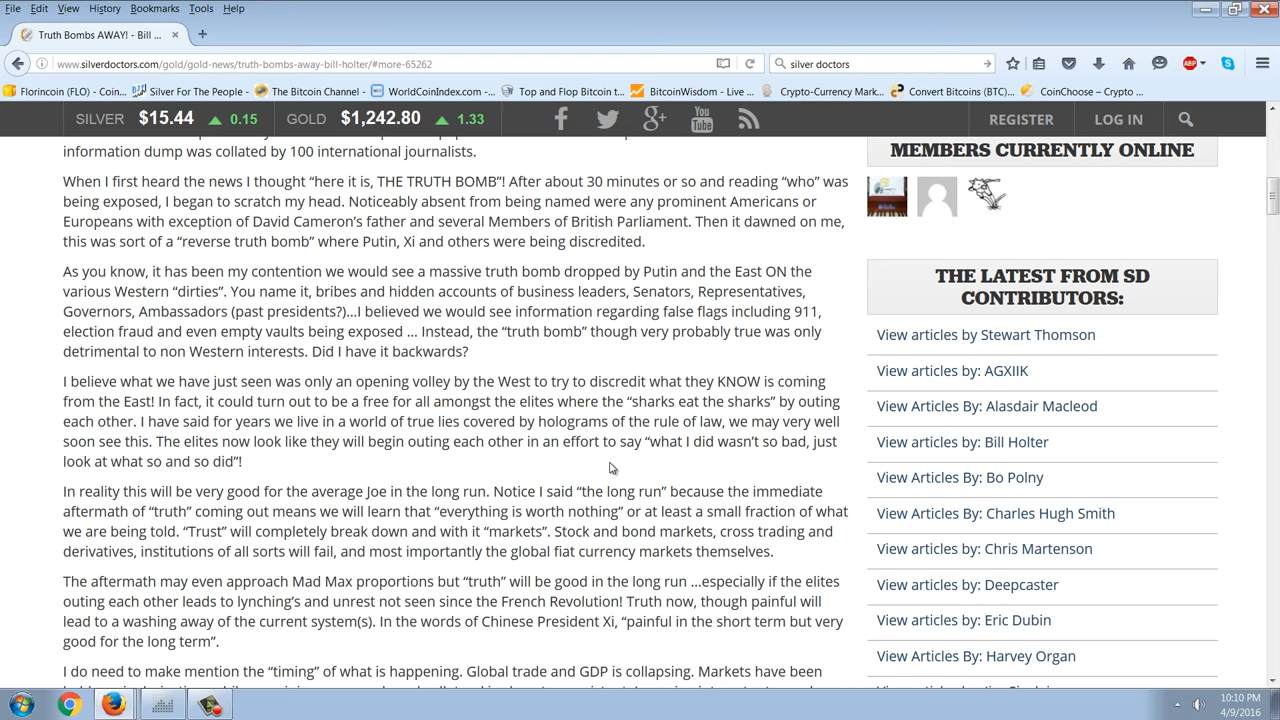 File Edit View History Bookmarks Tools Help
Truth Bombs AWAY! - Bill ...
www.silverdoctors.com/gold/gold-news/truth-bombs-away-bill-holter/#more-65262
silver doctors
Florincoin (FLO) - Coin... Silver For The People - The Bitcoin Channel - WorldCoinIndex.com -... Top and Flop Bitcoin t... BitcoinWisdom - Live ... Crypto-Currency Mark... Convert Bitcoins (BTC)... CoinChoose – Crypto ...
SILVER $15.44 0.15 GOLD $1,242.80 1.33 REGISTER LOG IN
information dump was collated by 100 international journalists.
When I first heard the news I thought “here it is, THE TRUTH BOMB”! After about 30 minutes or so and reading “who” was
being exposed, I began to scratch my head. Noticeably absent from being named were any prominent Americans or
Europeans with exception of David Cameron’s father and several Members of British Parliament. Then it dawned on me,
this was sort of a “reverse truth bomb” where Putin, Xi and others were being discredited.
As you know, it has been my contention we would see a massive truth bomb dropped by Putin and the East ON the
various Western “dirties”. You name it, bribes and hidden accounts of business leaders, Senators, Representatives,
Governors, Ambassadors (past presidents?)…I believed we would see information regarding false flags including 911,
election fraud and even empty vaults being exposed … Instead, the “truth bomb” though very probably true was only
detrimental to non Western interests. Did I have it backwards?
I believe what we have just seen was only an opening volley by the West to try to discredit what they KNOW is coming
from the East! In fact, it could turn out to be a free for all amongst the elites where the “sharks eat the sharks” by outing
each other. I have said for years we live in a world of true lies covered by holograms of the rule of law, we may very well
soon see this. The elites now look like they will begin outing each other in an effort to say “what I did wasn’t so bad, just
look at what so and so did”!
In reality this will be very good for the average Joe in the long run. Notice I said “the long run” because the immediate
aftermath of “truth” coming out means we will learn that “everything is worth nothing” or at least a small fraction of what
we are being told. “Trust” will completely break down and with it “markets”. Stock and bond markets, cross trading and
derivatives, institutions of all sorts will fail, and most importantly the global fiat currency markets themselves.
The aftermath may even approach Mad Max proportions but “truth” will be good in the long run …especially if the elites
outing each other leads to lynching’s and unrest not seen since the French Revolution! Truth now, though painful will
lead to a washing away of the current system(s). In the words of Chinese President Xi, “painful in the short term but very
good for the long term”.
I do need to make mention the “timing” of what is happening. Global trade and GDP is collapsing. Markets have been
MEMBERS CURRENTLY ONLINE
THE LATEST FROM SD
CONTRIBUTORS:
View articles by Stewart Thomson
View articles by: AGXIIK
View Articles By: Alasdair Macleod
View articles by: Bill Holter
View Articles By: Bo Polny
View Articles By: Charles Hugh Smith
View articles by: Chris Martenson
View articles by: Deepcaster
View articles by: Eric Dubin
View Articles By: Harvey Organ
10:10 PM
4/9/2016